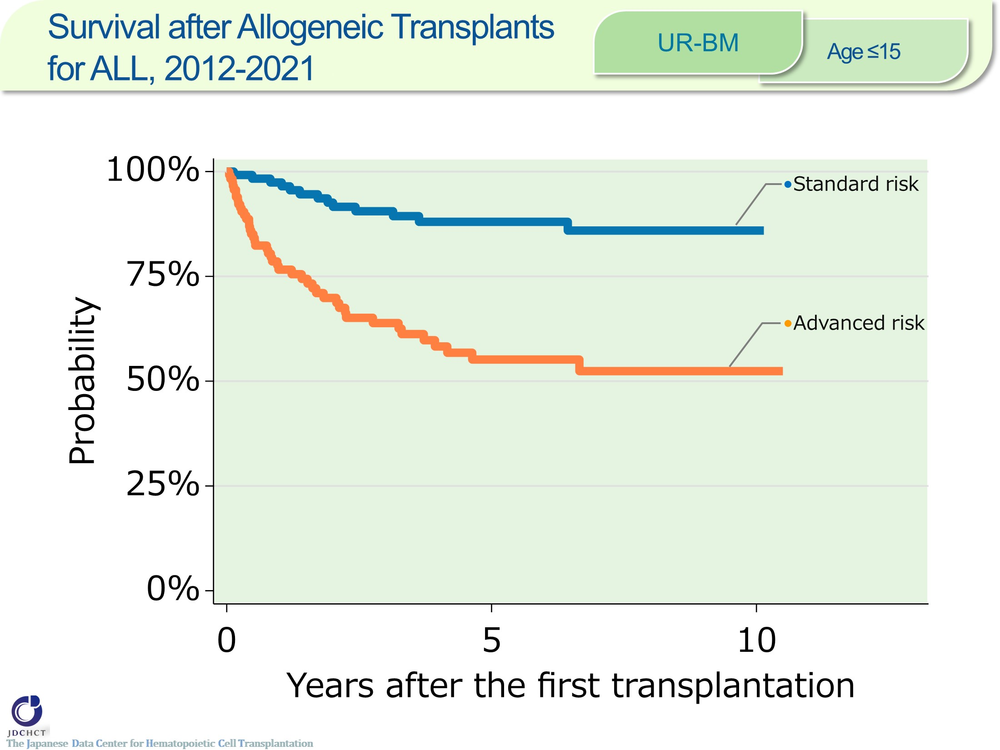 Survival after Allogeneic Transplants
for ALL, 2012-2021
UR-BM
Age ≤15
100%
75%
50%
25%
0%
Probability
Standard risk
Advanced risk
0
5
10
Years after the first transplantation
JDCHCT
The Japanese Data Center for Hematopoietic Cell Transplantation